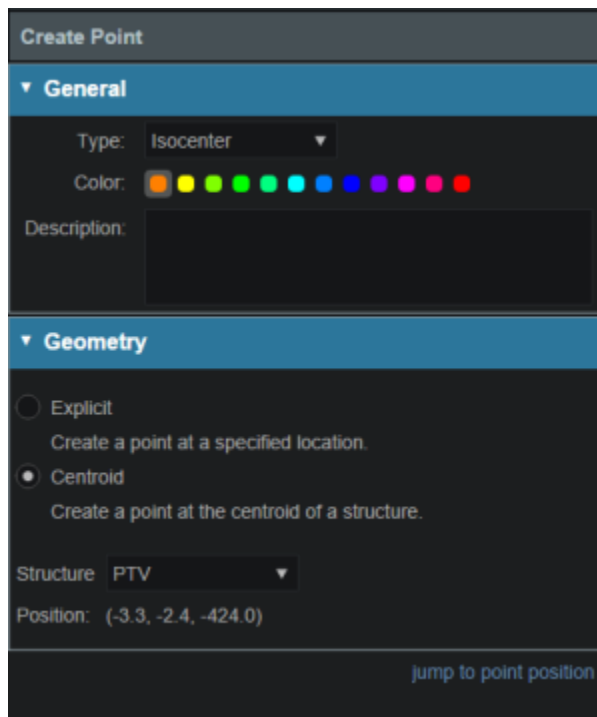 Create Point
General
Type: Isocenter
Color:
Description:
Geometry
Explicit
Create a point at a specified location.
Centroid
Create a point at the centroid of a structure.
Structure PTV
Position: (-3.3, -2.4, -424.0)
jump to point position